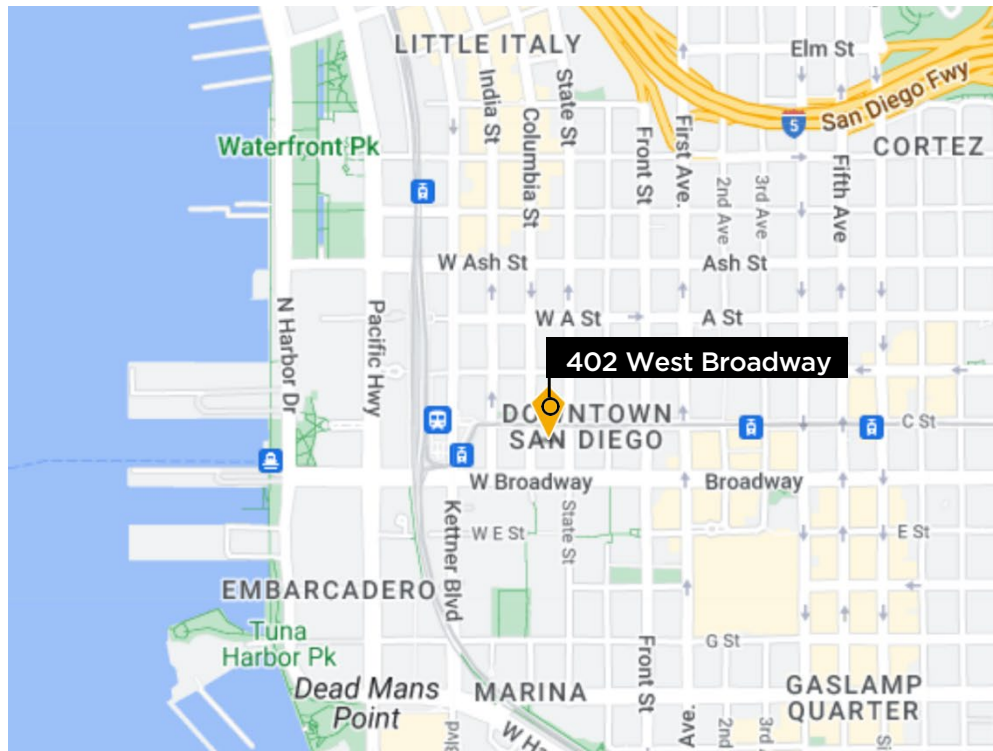 LITTLE ITALY
Elm St
San Diego Fwy
5
India St
State St
Columbia St
Front St
First Ave.
2nd Ave
3rd Ave
Fifth Ave
CORTEZ
Waterfront Pk
W Ash St
Ash St
N Harbor Dr
Pacific Hwy
W A St
A St
402 West Broadway
DOWNTOWN
SAN DIEGO
C St
W Broadway
Broadway
Kettner Blvd
W E St
State St
E St
EMBARCADERO
Tuna
Harbor Pk
G St
Front St
Dead Mans
Point
MARINA
GASLAMP
QUARTER
Ave.
2nd
3rd